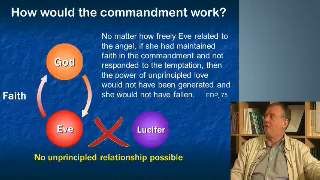 How would the commandment work?
No matter how freely Eve related to
the angel, if she had maintained
faith in the commandment and not
responded to the temptation, then
the power of unprincipled love
would not have been generated and
she would not have fallen. EDP, 75
God
Faith
Eve
Lucifer
No unprincipled relationship possible